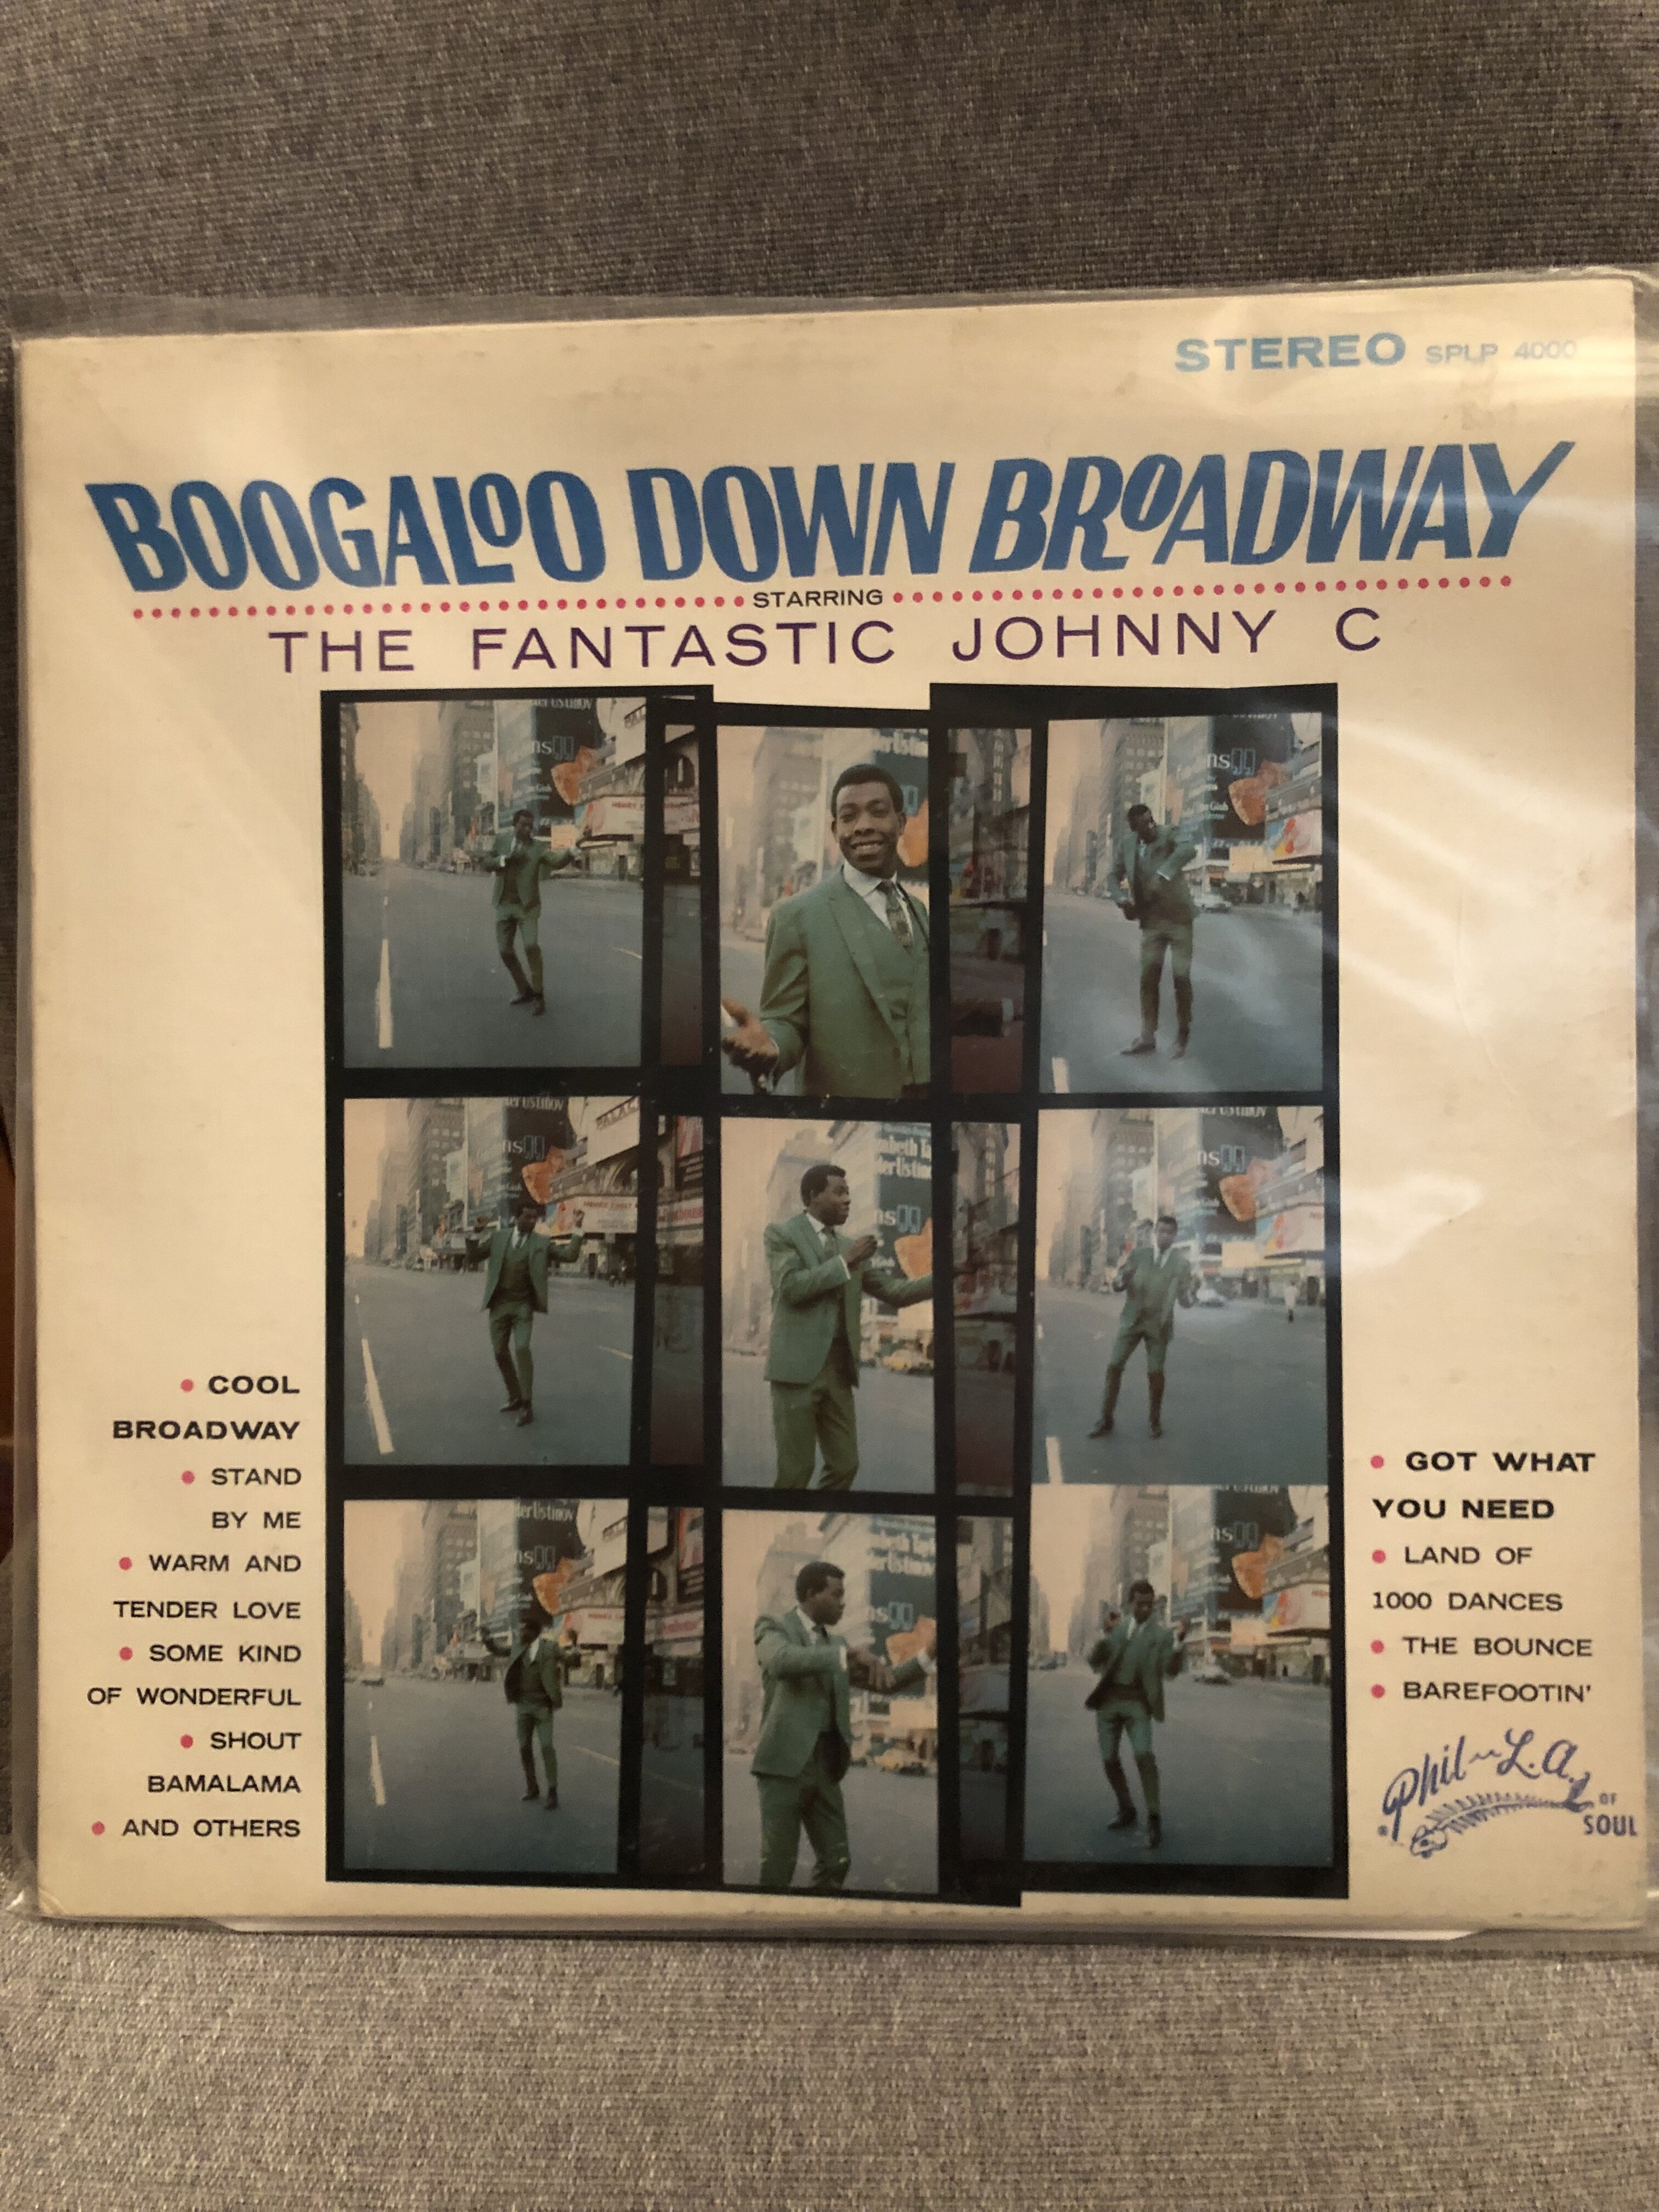 STEREO SPLP 4000
BOOGALOO DOWN BROADWAY
STARRING
THE FANTASTIC JOHNNY C
• COOL
BROADWAY
• STAND
BY ME
• WARM AND
TENDER LOVE
• SOME KIND
OF WONDERFUL
• SHOUT
BAMALAMA
• AND OTHERS
• GOT WHAT
YOU NEED
• LAND OF
1000 DANCES
• THE BOUNCE
• BAREFOOTIN'
Phil-L.A.
OF
SOUL